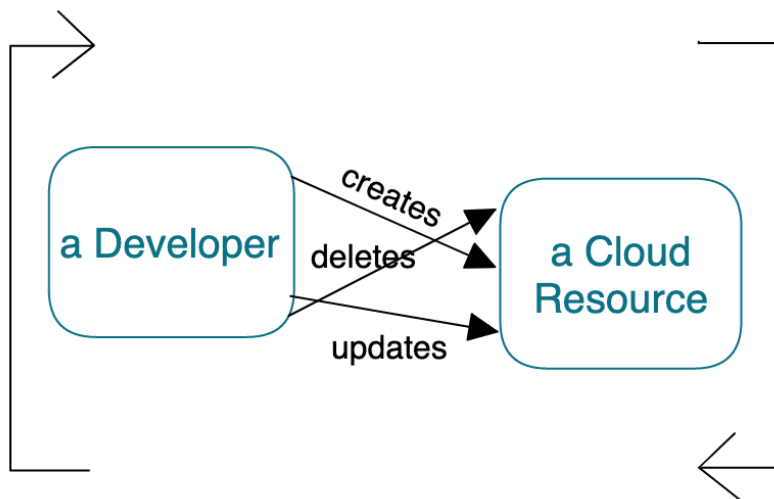 a Developer
creates
deletes
updates
a Cloud
Resource